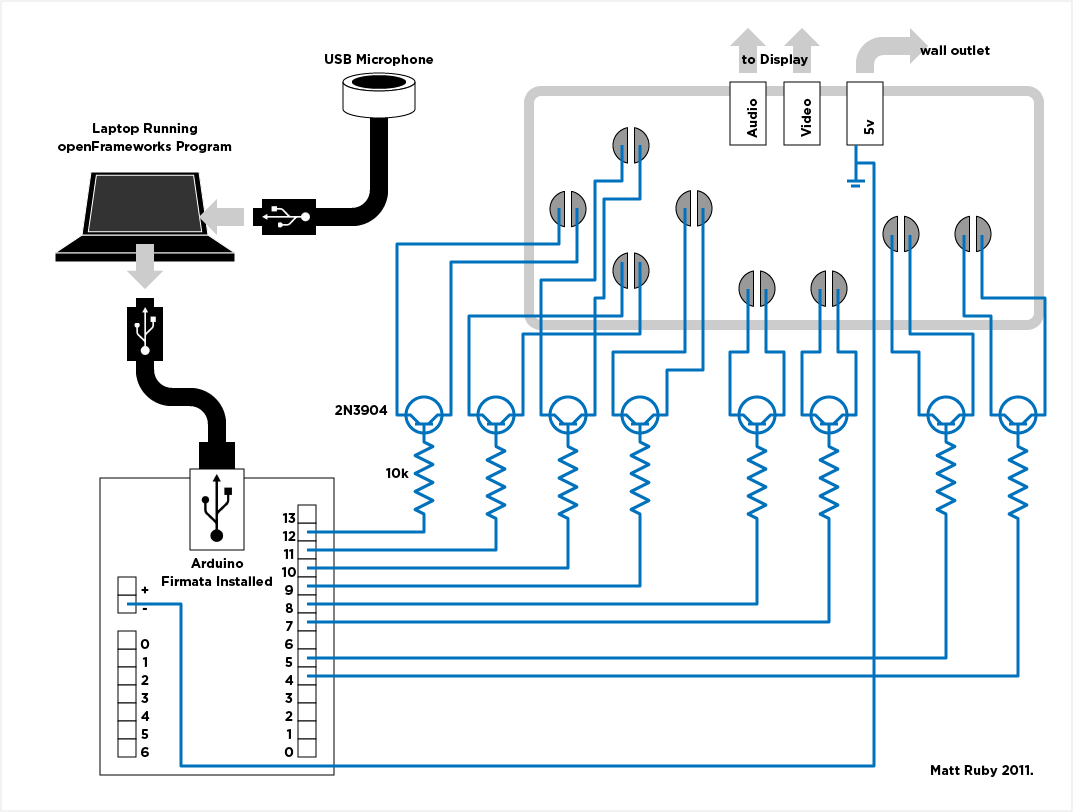 USB Microphone
to Display
wall outlet
Audio
Video
5v
Laptop Running
openFrameworks Program
2N3904
10k
Arduino
Firmata Installed
+
-
0
1
2
3
4
5
6
13
12
11
10
9
8
7
6
5
4
3
2
1
0
Matt Ruby 2011.